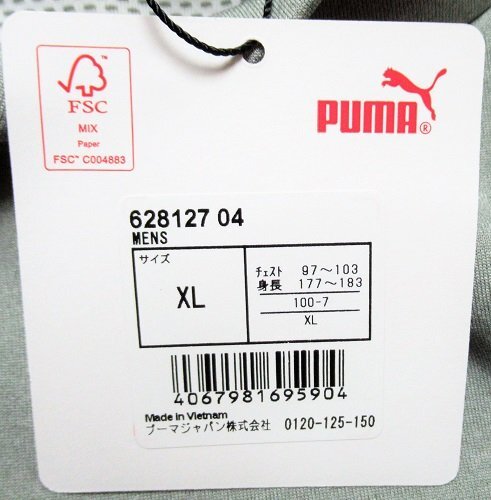 FSC
MIX
Paper
FSC™ C004883
PUMA®
628127 04
MENS
サイズ
XL
チェスト 97～103
身長 177～183
100-7
XL
4067981695904
Made in Vietnam
プーマジャパン株式会社 0120-125-150